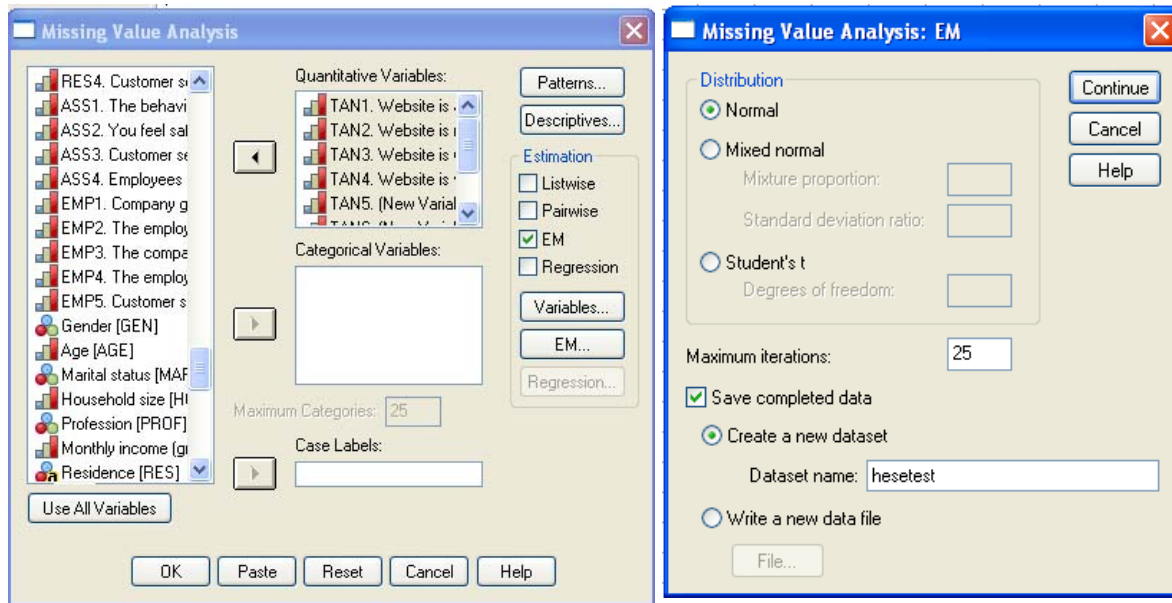 Missing Value Analysis
RES4. Customer s
ASS1. The behavi
ASS2. You feel sa
ASS3. Customer se
ASS4. Employees
EMP1. Company g
EMP2. The employ
EMP3. The compa
EMP4. The employ
EMP5. Customer s
Gender [GEN]
Age [AGE]
Marital status [MAR
Household size [H
Profession [PROF]
Monthly income (g
Residence [RES]
Use All Variables
Quantitative Variables:
TAN1. Website is
TAN2. Website is
TAN3. Website is
TAN4. Website is
TAN5. (New Varial
Categorical Variables:
Maximum Categories: 25
Case Labels:
Patterns...
Descriptives...
Estimation
Listwise
Pairwise
EM
Regression
Variables...
EM...
Regression...
OK Paste Reset Cancel Help
Missing Value Analysis: EM
Distribution
Normal
Mixed normal
Mixture proportion:
Standard deviation ratio:
Student's t
Degrees of freedom:
Maximum iterations: 25
Save completed data
Create a new dataset
Dataset name: hesetest
Write a new data file
File...
Continue
Cancel
Help